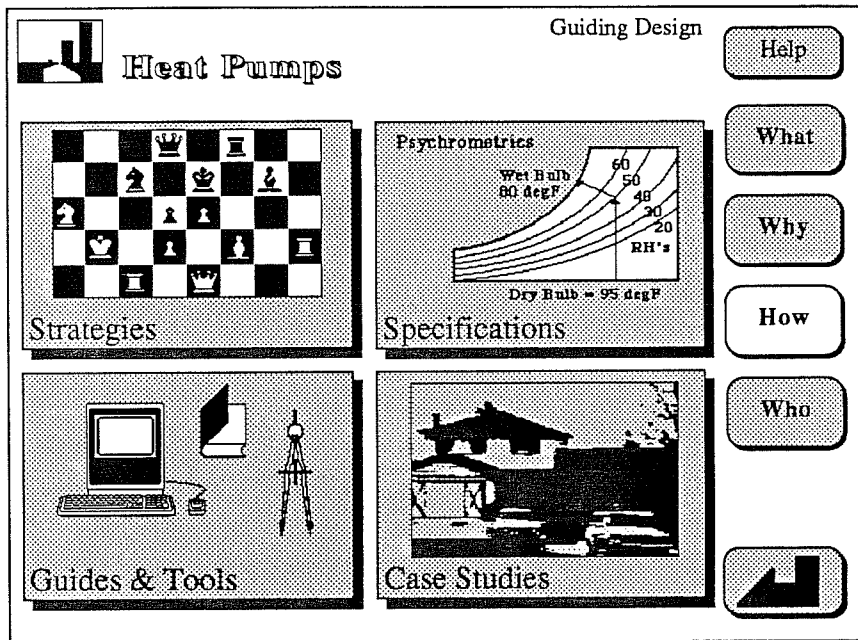 Guiding Design
Heat Pumps
Help
What
Why
How
Who
Psychrometrics
Wet Bulb
80 degF
60
50
40
30
20
RH's
Dry Bulb = 95 degF
Strategies
Specifications
Guides & Tools
Case Studies